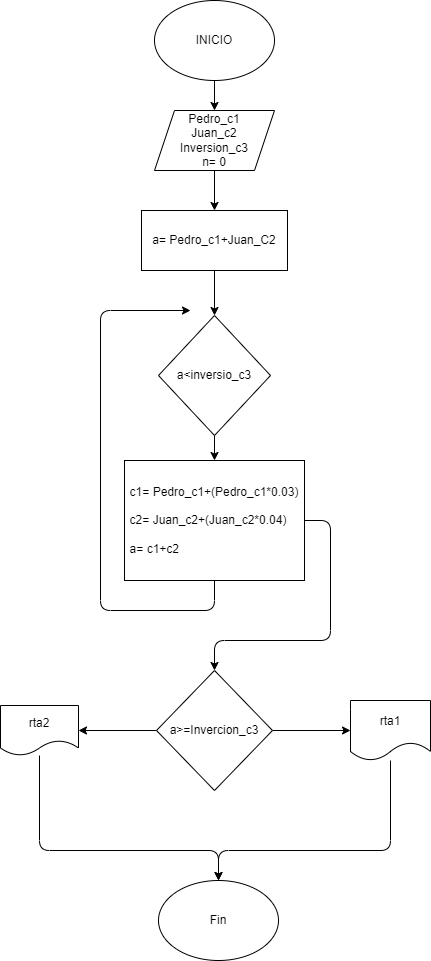 INICIO
Pedro_c1
Juan_c2
Inversion_c3
n= 0
a= Pedro_c1+Juan_C2
a<inversio_c3
c1= Pedro_c1+(Pedro_c1*0.03)
c2= Juan_c2+(Juan_c2*0.04)
a= c1+c2
a>=Invercion_c3
rta2
rta1
Fin